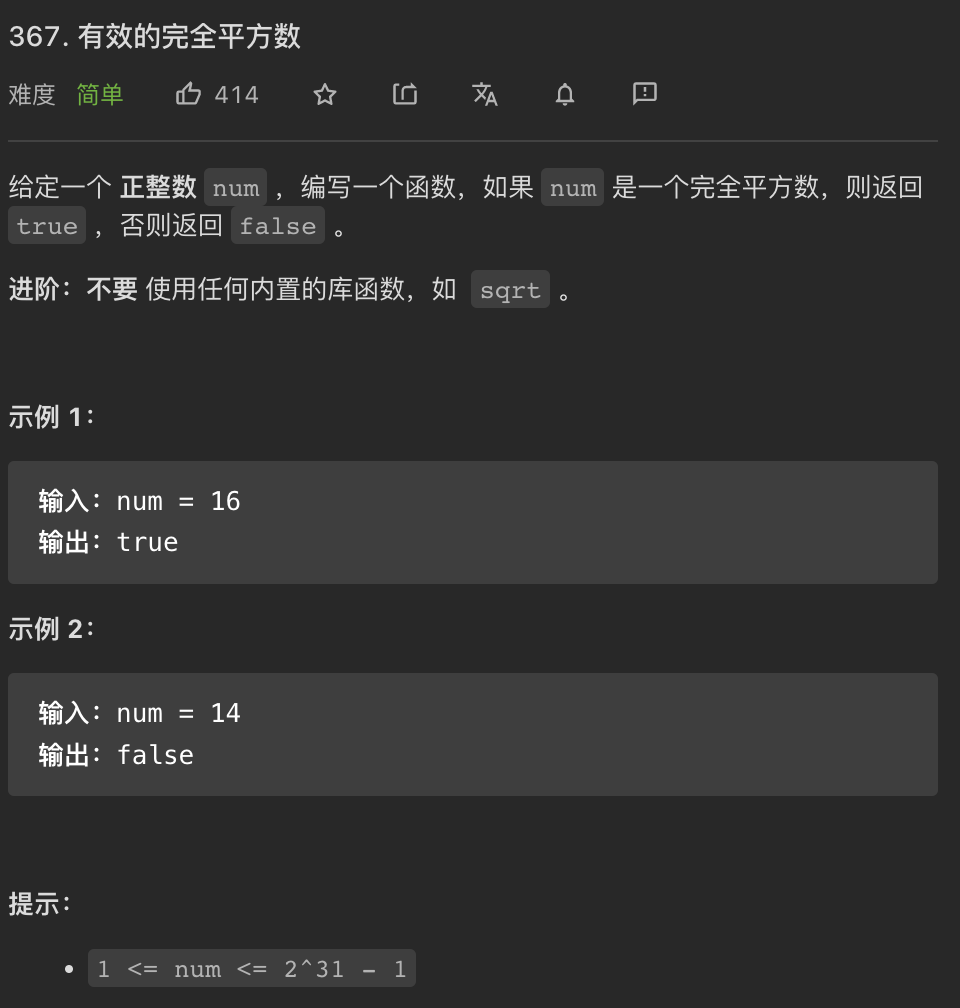 367. 有效的完全平方数
难度 简单 414
给定一个 正整数 num ，编写一个函数，如果 num 是一个完全平方数，则返回
true ，否则返回 false 。
进阶：不要 使用任何内置的库函数，如 sqrt 。
示例 1：
输入：num = 16
输出：true
示例 2：
输入：num = 14
输出：false
提示：
1 <= num <= 2^31 - 1